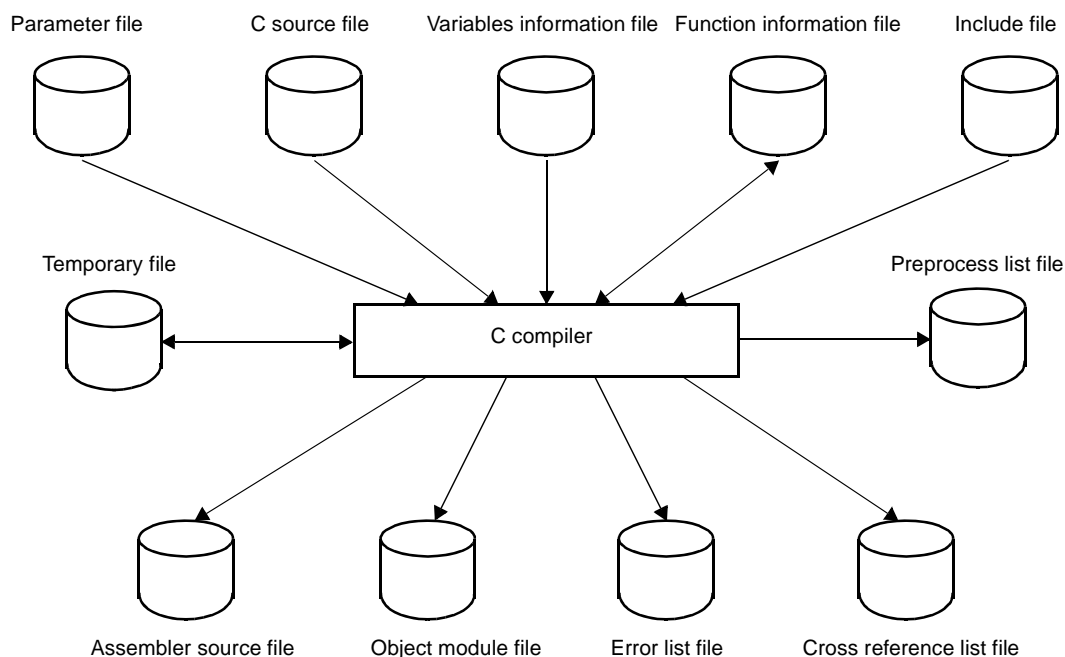 Parameter file
C source file
Variables information file
Function information file
Include file
Temporary file
Preprocess list file
C compiler
Assembler source file
Object module file
Error list file
Cross reference list file